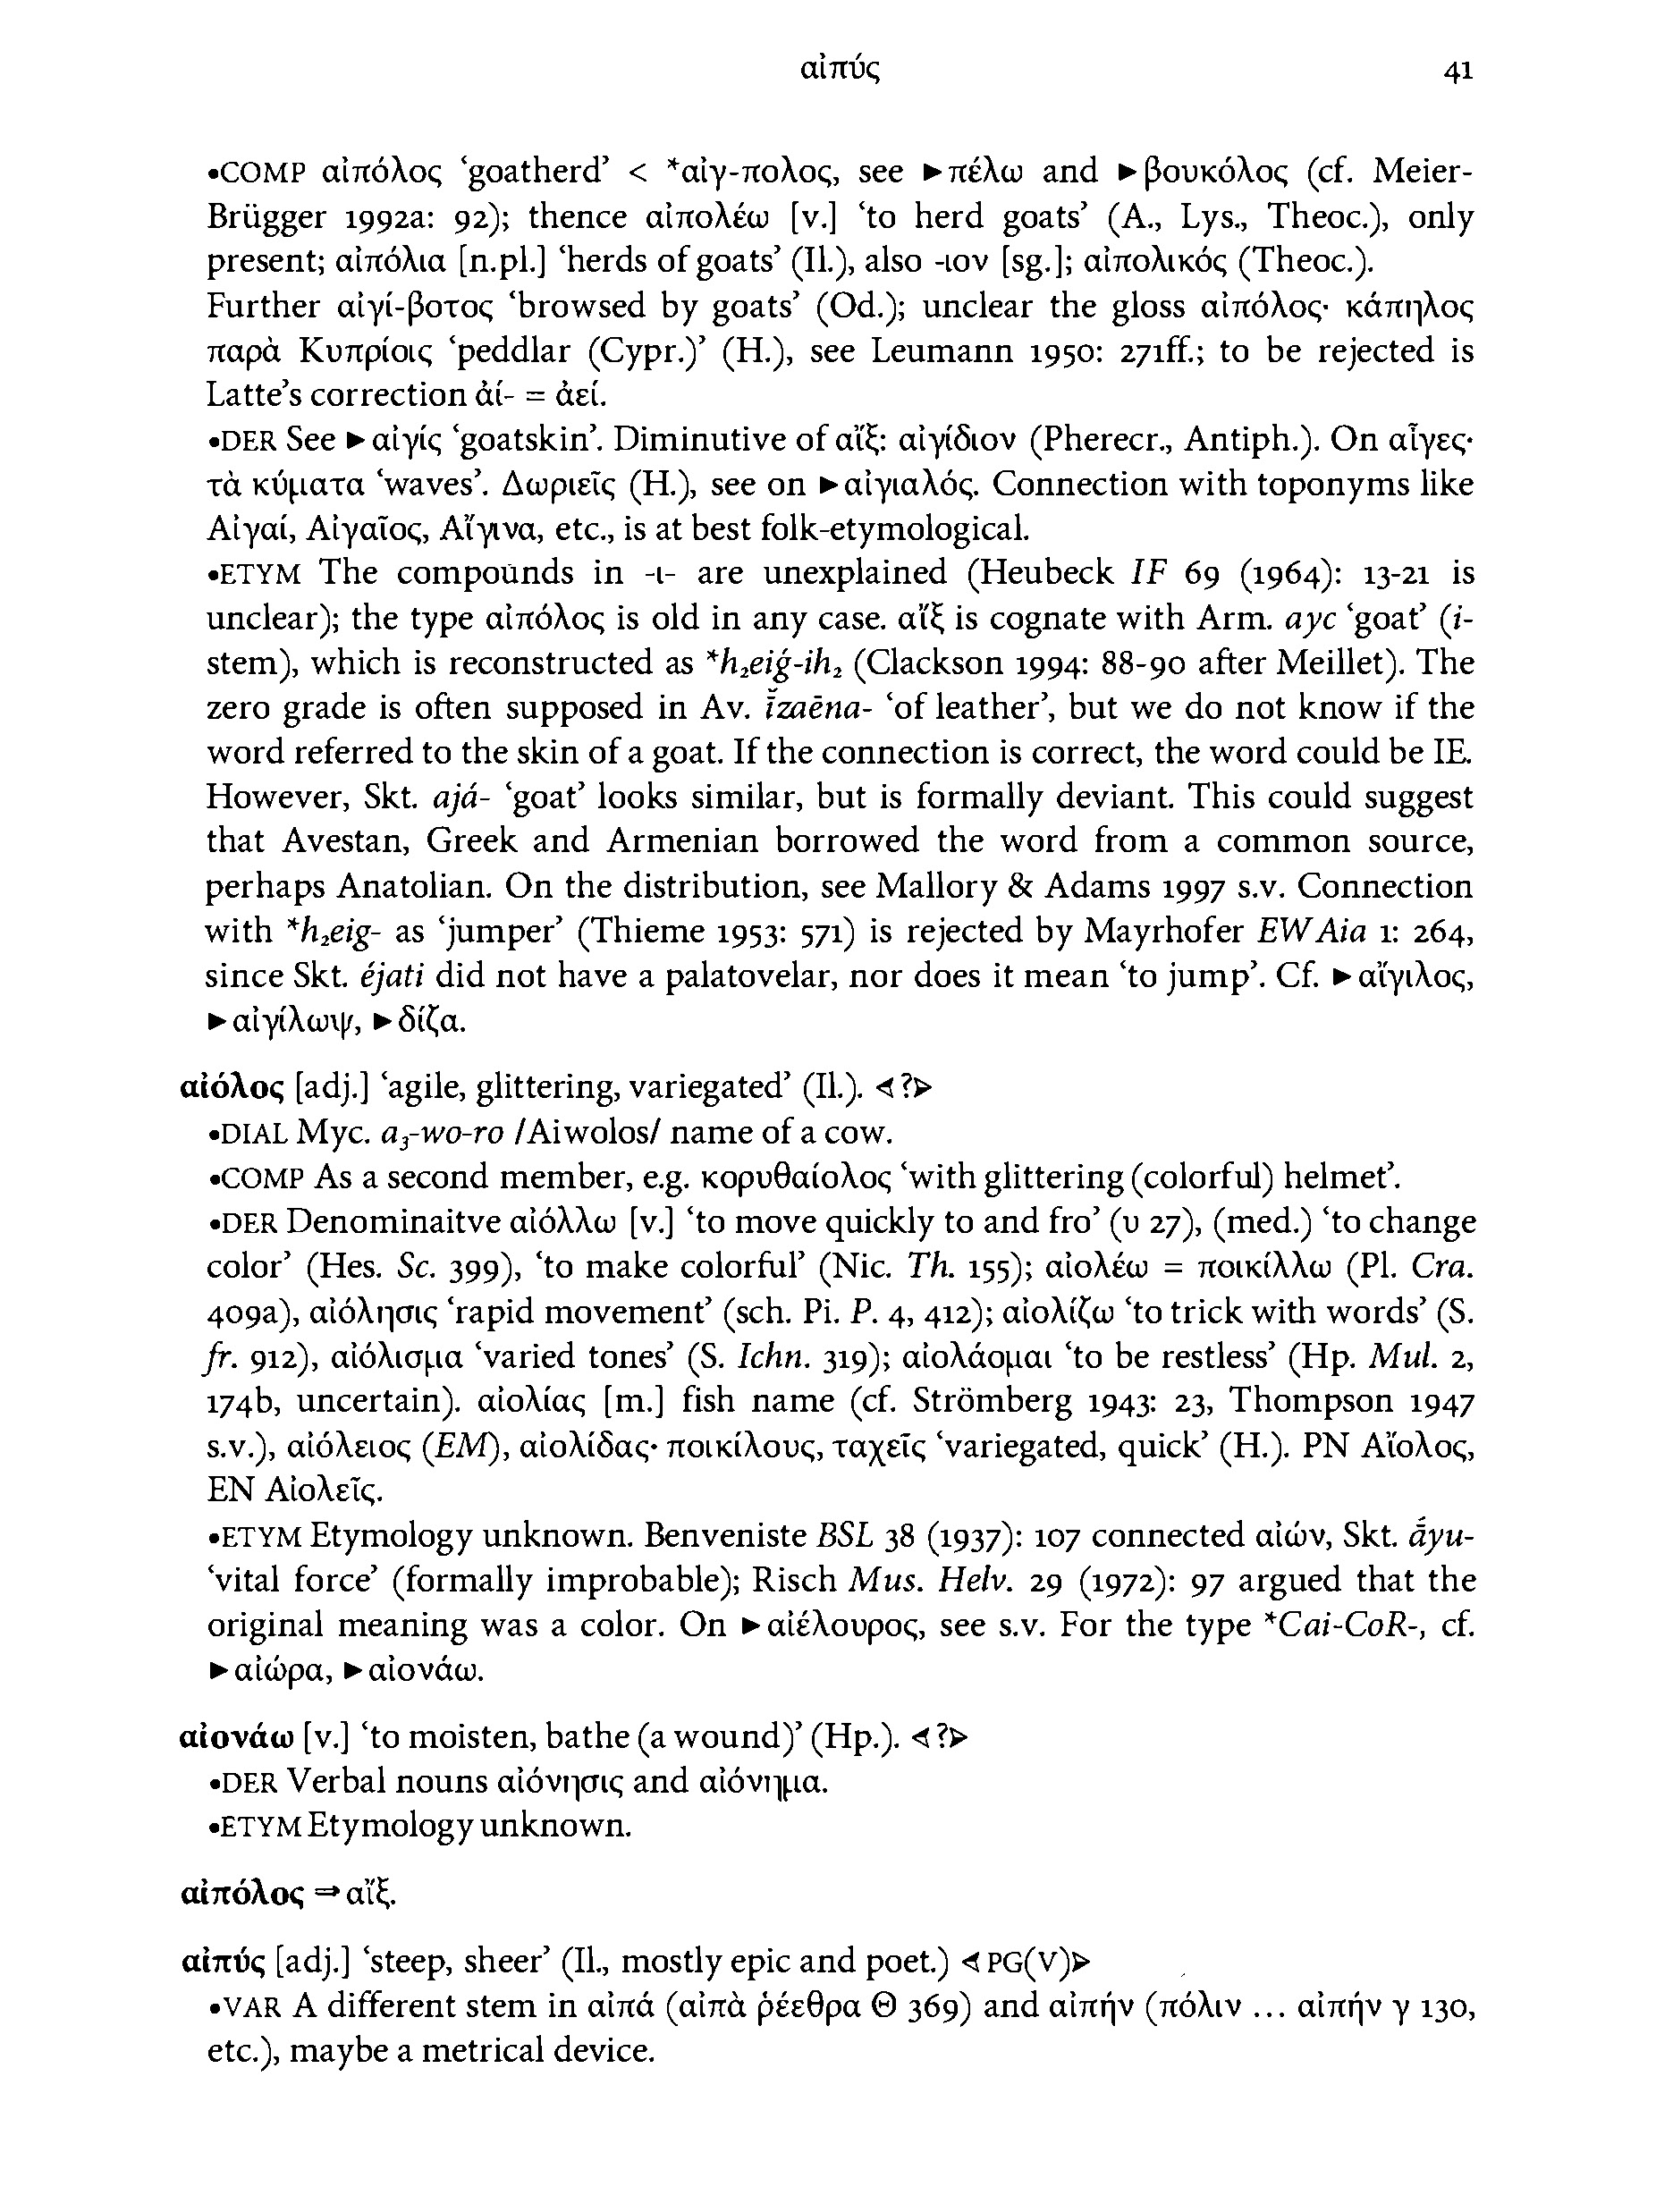 αἰπύς 41
•COMP αἰπόλος ‘goatherd’ < *αἰγ-πολος, see ►πέλω and ►βουκόλος (cf. Meier-
Brügger 1992a: 92); thence αἰπολέω [v.] ‘to herd goats’ (A., Lys., Theoc.), only
present; αἰπόλια [n.pl.] ‘herds of goats’ (Il.), also -ιον [sg.]; αἰπολικός (Theoc.).
Further αἰγί-βοτος ‘browsed by goats’ (Od.); unclear the gloss αἰπόλος· κάπηλος
παρὰ Κυπρίοις ‘peddlar (Cypr.)’ (H.), see Leumann 1950: 271ff.; to be rejected is
Latte’s correction ἀί- = ἀεί.
•DER See ►αἰγίς ‘goatskin’. Diminutive of αἴξ: αἰγίδιον (Pherecr., Antiph.). On αἶγες·
τὰ κύματα ‘waves’. Δωριεῖς (H.), see on ►αἰγιαλός. Connection with toponyms like
Αἰγαί, Αἰγαῖος, Αἴγινα, etc., is at best folk-etymological.
•ETYM The compounds in -ι- are unexplained (Heubeck IF 69 (1964): 13-21 is
unclear); the type αἰπόλος is old in any case. αἴξ is cognate with Arm. ayc ‘goat’ (i-
stem), which is reconstructed as *h₂eiǵ-ih₂ (Clackson 1994: 88-90 after Meillet). The
zero grade is often supposed in Av. īzaēna- ‘of leather’, but we do not know if the
word referred to the skin of a goat. If the connection is correct, the word could be IE.
However, Skt. ajá- ‘goat’ looks similar, but is formally deviant. This could suggest
that Avestan, Greek and Armenian borrowed the word from a common source,
perhaps Anatolian. On the distribution, see Mallory & Adams 1997 s.v. Connection
with *h₂eig- as ‘jumper’ (Thieme 1953: 571) is rejected by Mayrhofer EWAia 1: 264,
since Skt. éjati did not have a palatovelar, nor does it mean ‘to jump’. Cf. ►αἴγιλος,
►αἰγίλωψ, ►δίζα.
αἰόλος [adj.] ‘agile, glittering, variegated’ (Il.). ⊲?⊳
•DIAL Myc. a₃-wo-ro /Aiwolos/ name of a cow.
•COMP As a second member, e.g. κορυθαίολος ‘with glittering (colorful) helmet’.
•DER Denominaitve αἰόλλω [v.] ‘to move quickly to and fro’ (υ 27), (med.) ‘to change
color’ (Hes. Sc. 399), ‘to make colorful’ (Nic. Th. 155); αἰολέω = ποικίλλω (Pl. Cra.
409a), αἰόλησις ‘rapid movement’ (sch. Pi. P. 4, 412); αἰολίζω ‘to trick with words’ (S.
fr. 912), αἰόλισμα ‘varied tones’ (S. Ichn. 319); αἰολάομαι ‘to be restless’ (Hp. Mul. 2,
174b, uncertain). αἰολίας [m.] fish name (cf. Strömberg 1943: 23, Thompson 1947
s.v.), αἰόλειος (EM), αἰολίδας· ποικίλους, ταχεῖς ‘variegated, quick’ (H.). PN Αἴολος,
EN Αἰολεῖς.
•ETYM Etymology unknown. Benveniste BSL 38 (1937): 107 connected αἰών, Skt. ā́yu-
‘vital force’ (formally improbable); Risch Mus. Helv. 29 (1972): 97 argued that the
original meaning was a color. On ►αἰέλουρος, see s.v. For the type *Cai-CoR-, cf.
►αἰώρα, ►αἰονάω.
αἰονάω [v.] ‘to moisten, bathe (a wound)’ (Hp.). ⊲?⊳
•DER Verbal nouns αἰόνησις and αἰόνημα.
•ETYM Etymology unknown.
αἰπόλος ⇒αἴξ.
αἰπύς [adj.] ‘steep, sheer’ (Il., mostly epic and poet.) ⊲PG(V)⊳
•VAR A different stem in αἰπά (αἰπὰ ῥέεθρα Θ 369) and αἰπήν (πόλιν ... αἰπήν γ 130,
etc.), maybe a metrical device.